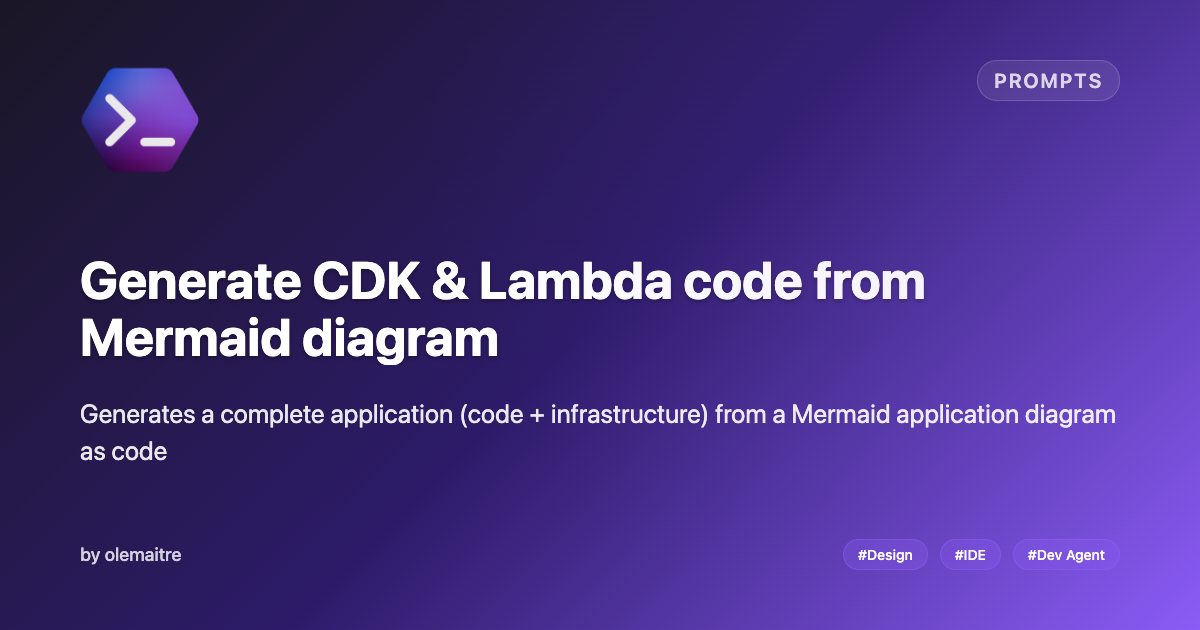 PROMPTS
Generate CDK & Lambda code from
Mermaid diagram
Generates a complete application (code + infrastructure) from a Mermaid application diagram
as code
by olemaitre
#Design
#IDE
#Dev Agent